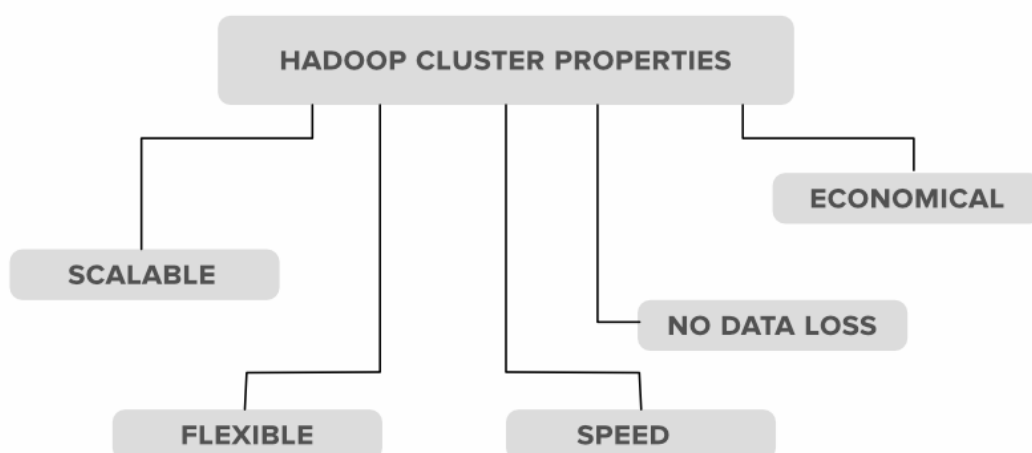 HADOOP CLUSTER PROPERTIES
ECONOMICAL
SCALABLE
NO DATA LOSS
FLEXIBLE
SPEED